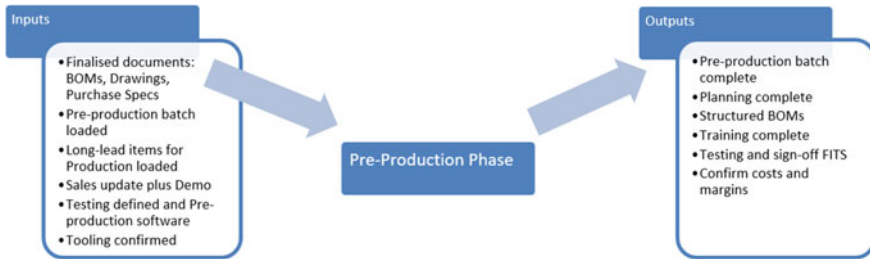 Inputs
•Finalised documents:
BOMs, Drawings,
Purchase Specs
•Pre-production batch
loaded
•Long-lead items for
Production loaded
•Sales update plus Demo
•Testing defined and Pre-
production software
•Tooling confirmed
Pre-Production Phase
Outputs
•Pre-production batch
complete
•Planning complete
•Structured BOMs
•Training complete
•Testing and sign-off FITS
•Confirm costs and
margins